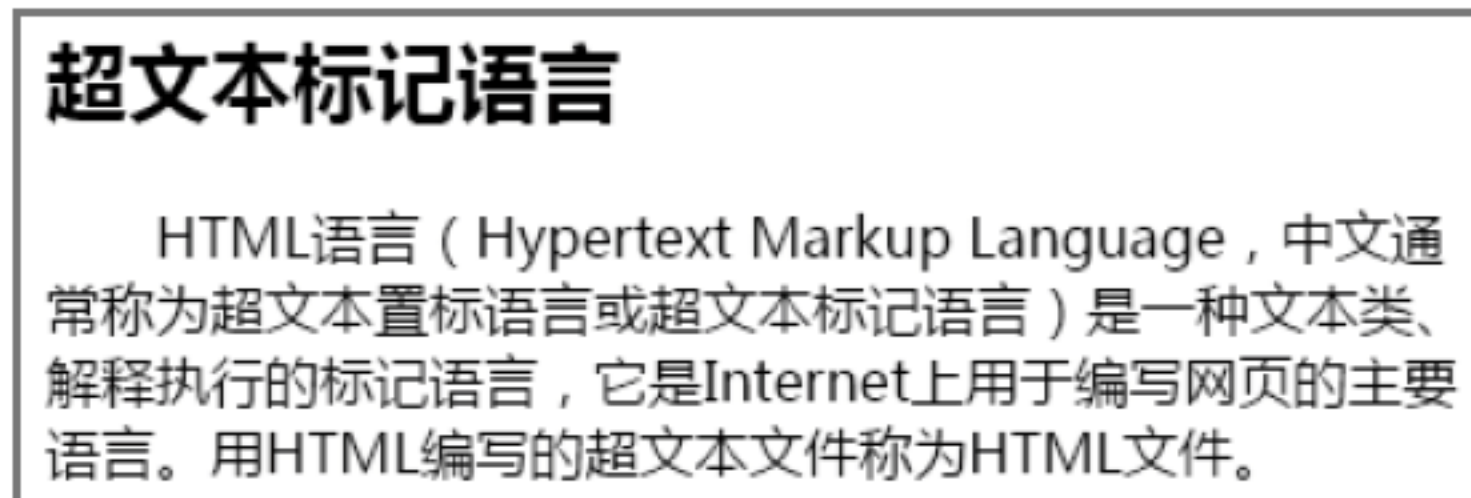 超文本标记语言
HTML语言（Hypertext Markup Language，中文通
常称为超文本置标语言或超文本标记语言）是一种文本类、
解释执行的标记语言，它是Internet上用于编写网页的主要
语言。用HTML编写的超文本文件称为HTML文件。